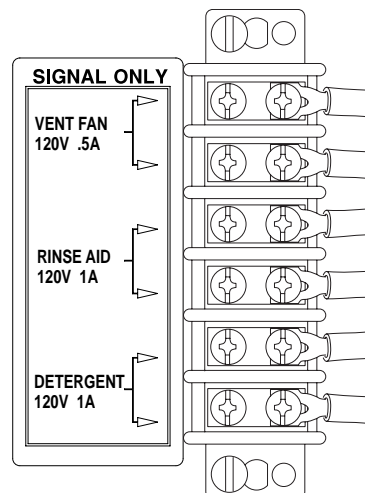 SIGNAL ONLY
VENT FAN
120V .5A
RINSE AID
120V 1A
DETERGENT
120V 1A